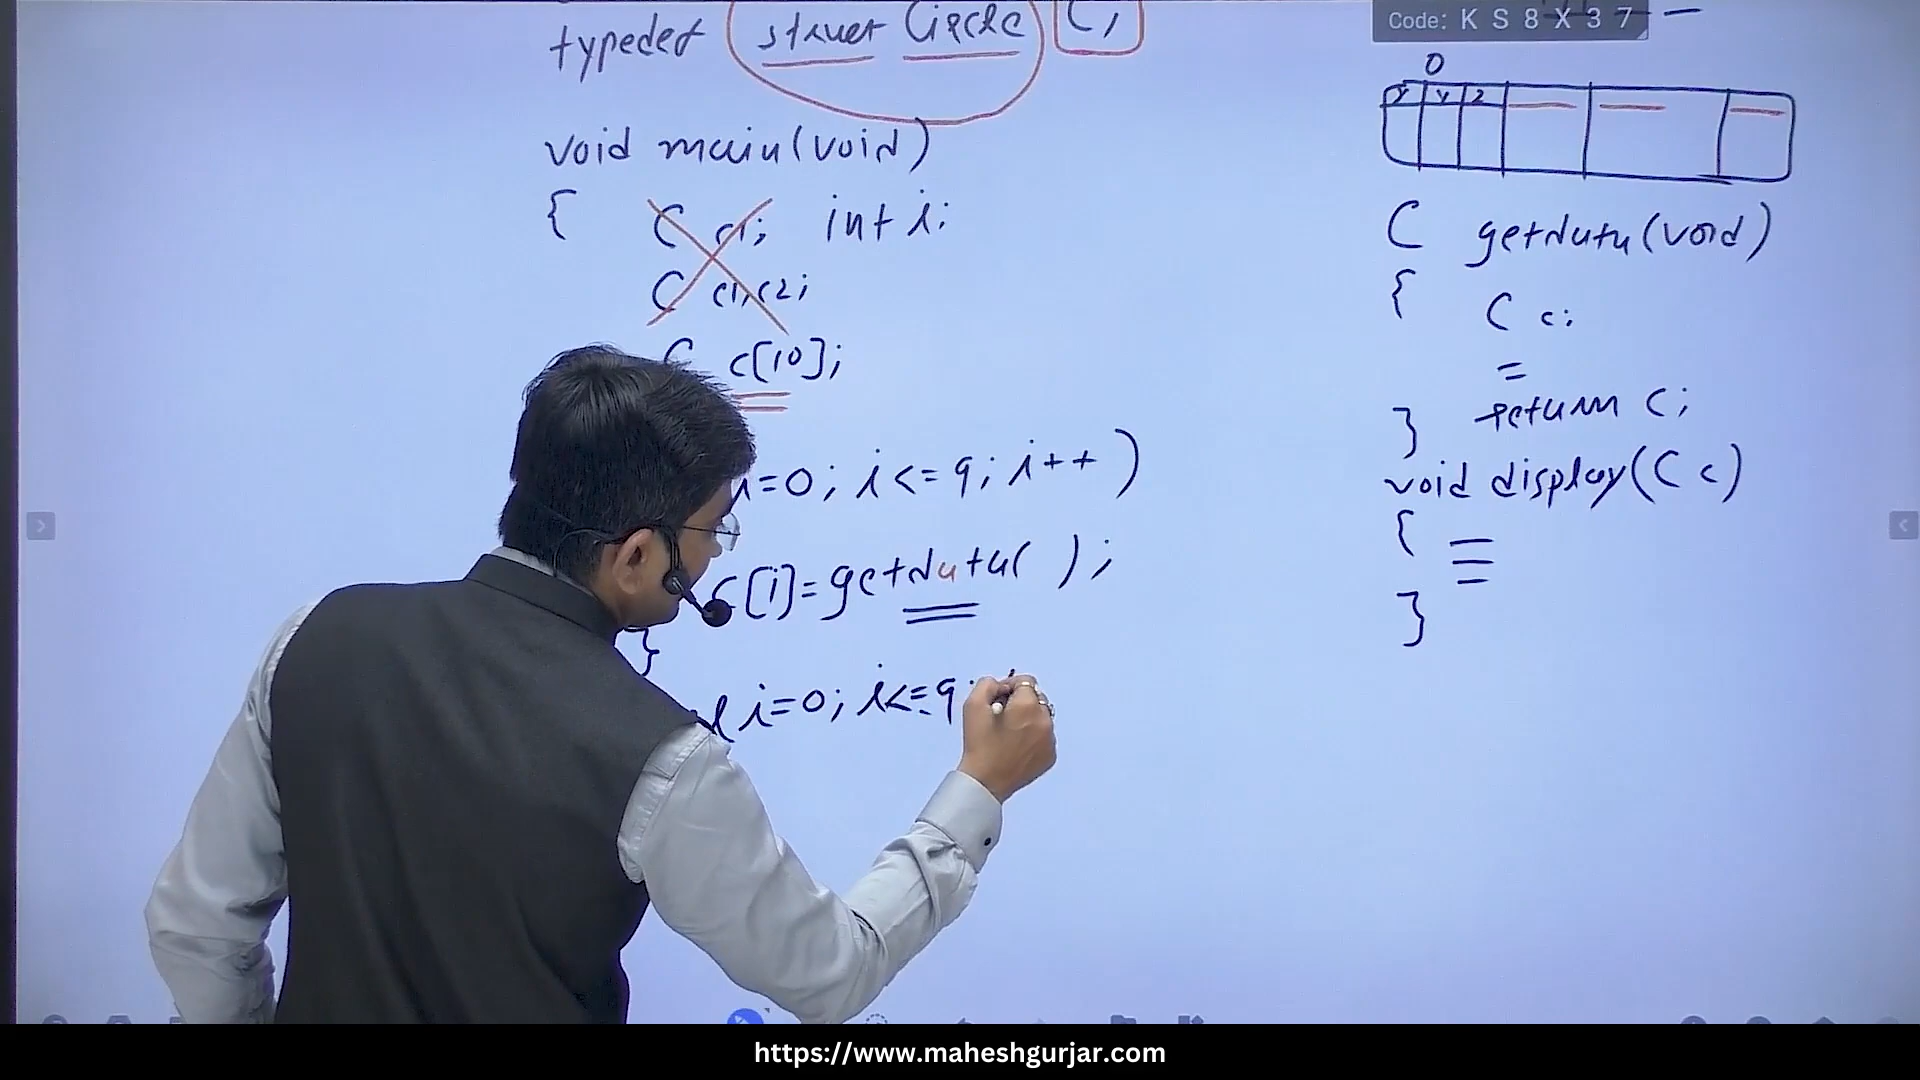 typedef struct Circle C;
void main(void)
{ C c1; int i;
C c1,c2;
C c[10];
i=0; i<=9; i++)
c[i]=getdata( );
}
( i=0; i<=9;
Code: K S 8 X 3 7
0
x y z
C getdata(void)
{ C c;
=
return C;
}
void display(C c)
{
}
https://www.maheshgurjar.com